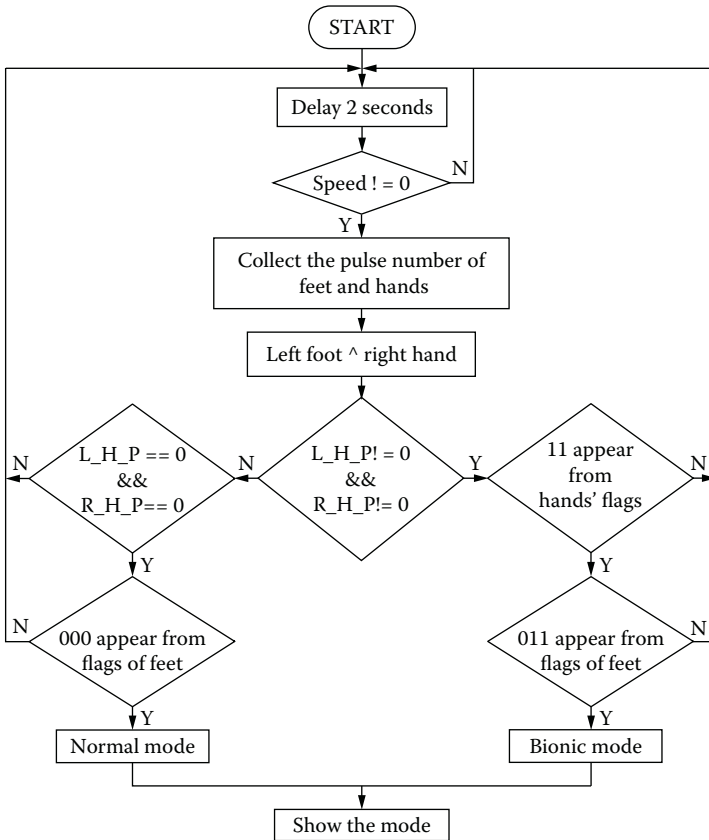 START
Delay 2 seconds
Speed ! = 0
N
Y
Collect the pulse number of
feet and hands
Left foot ^ right hand
N
L_H_P == 0
&&
R_H_P== 0
N
L_H_P! = 0
&&
R_H_P!= 0
Y
11 appear
from
hands’ flags
N
Y
Y
N
000 appear from
flags of feet
011 appear from
flags of feet
N
Y
Y
Normal mode
Bionic mode
Show the mode